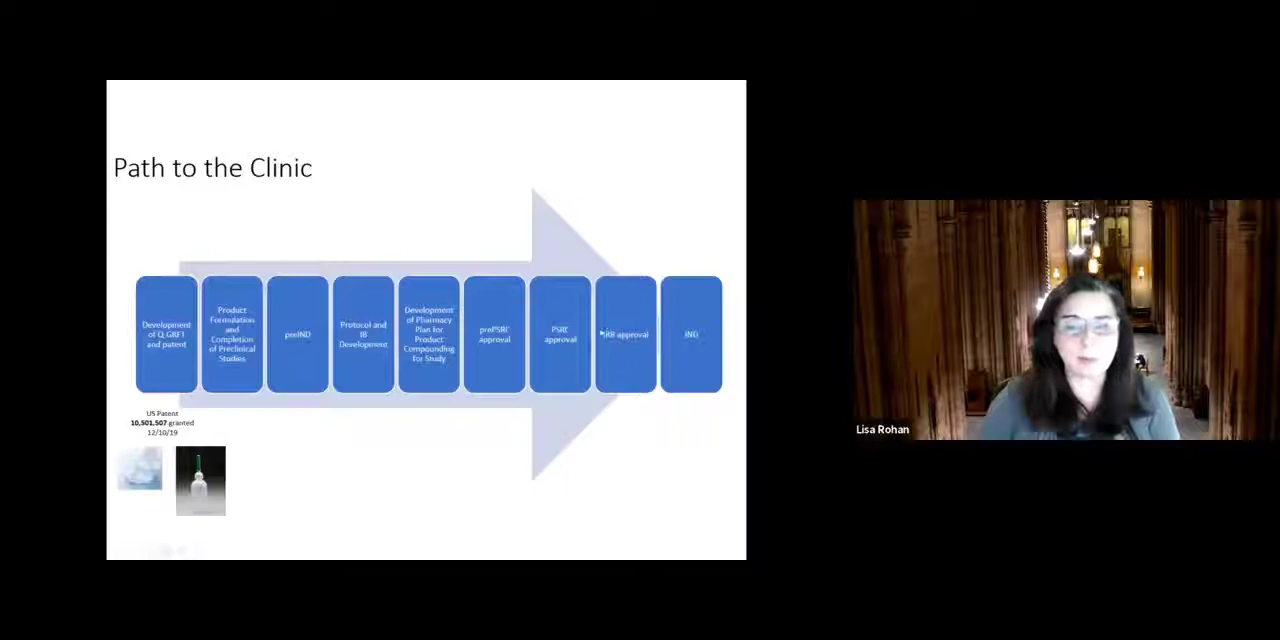 Path to the Clinic
Development
of Q-GRFT
and patent
Product
Formulation
and
Completion
of Preclinical
Studies
preIND
Protocol and
IB
Development
Development
of Pharmacy
Plan for
Product
Compounding
for Study
prePSRC
approval
PSRC
approval
IRB approval
IND
US Patent
10,501,507 granted
12/10/19
Lisa Rohan